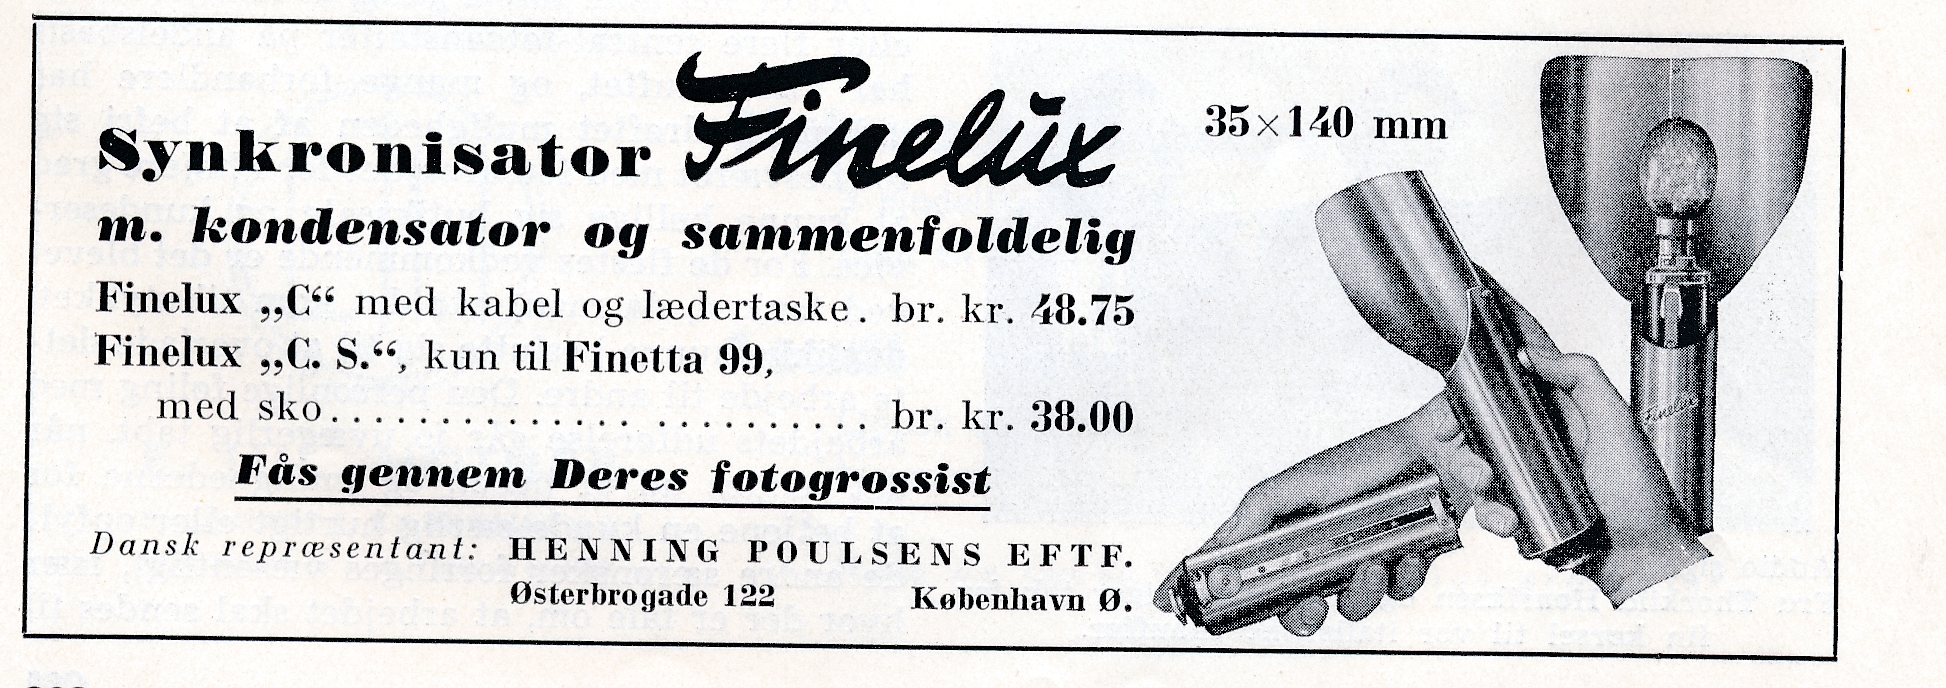 Synkronisator Finelux
35×140 mm
m. kondensator og sammenfoldelig
Finelux „C“ med kabel og lædertaske. br. kr. 48.75
Finelux „C. S.“, kun til Finetta 99,
med sko....................... br. kr. 38.00
Fås gennem Deres fotogrossist
Dansk repræsentant: HENNING POULSENS EFTF.
Østerbrogade 122 København Ø.
Finelux